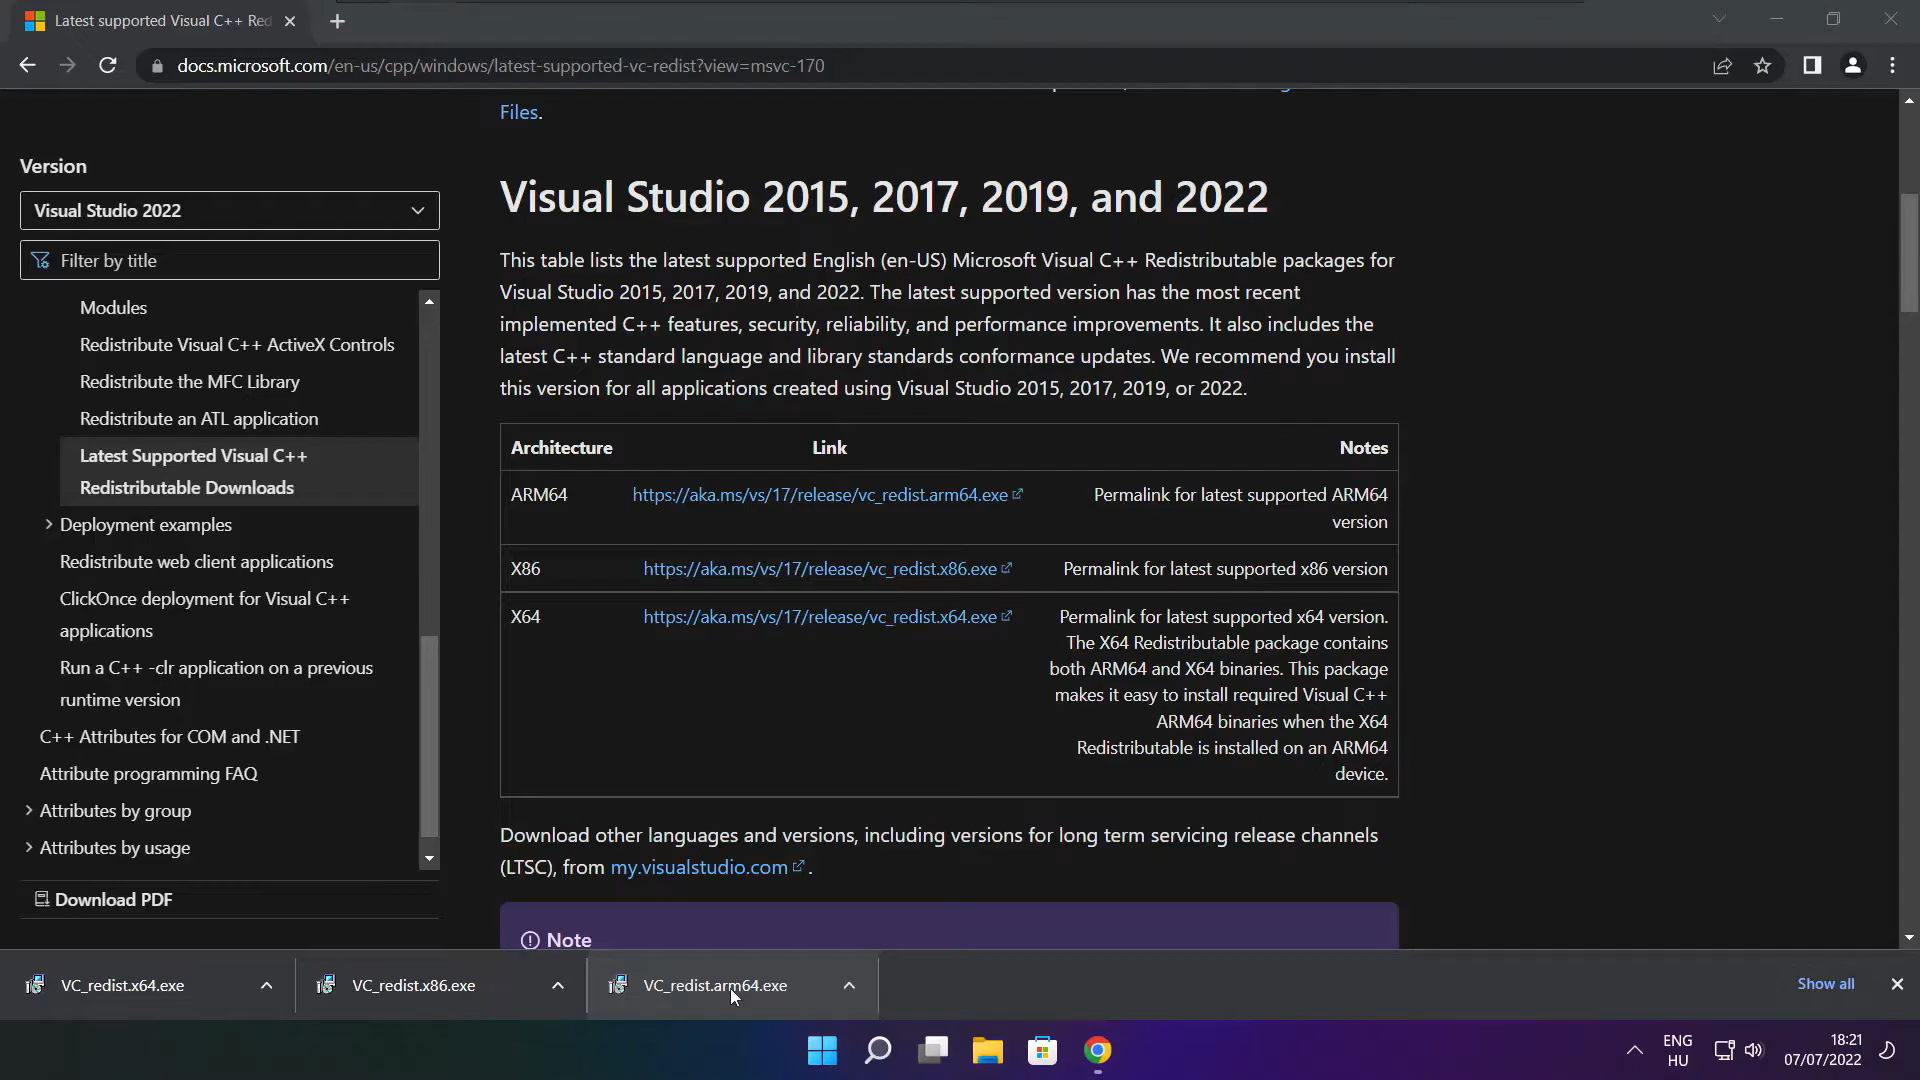 Latest supported Visual C++ Red
docs.microsoft.com/en-us/cpp/windows/latest-supported-vc-redist?view=msvc-170
Files.
Version
Visual Studio 2022
Filter by title
Modules
Redistribute Visual C++ ActiveX Controls
Redistribute the MFC Library
Redistribute an ATL application
Latest Supported Visual C++
Redistributable Downloads
Deployment examples
Redistribute web client applications
ClickOnce deployment for Visual C++
applications
Run a C++ -clr application on a previous
runtime version
C++ Attributes for COM and .NET
Attribute programming FAQ
Attributes by group
Attributes by usage
Download PDF
Visual Studio 2015, 2017, 2019, and 2022
This table lists the latest supported English (en-US) Microsoft Visual C++ Redistributable packages for
Visual Studio 2015, 2017, 2019, and 2022. The latest supported version has the most recent
implemented C++ features, security, reliability, and performance improvements. It also includes the
latest C++ standard language and library standards conformance updates. We recommend you install
this version for all applications created using Visual Studio 2015, 2017, 2019, or 2022.
Architecture Link Notes
ARM64 https://aka.ms/vs/17/release/vc_redist.arm64.exe Permalink for latest supported ARM64
version
X86 https://aka.ms/vs/17/release/vc_redist.x86.exe Permalink for latest supported x86 version
X64 https://aka.ms/vs/17/release/vc_redist.x64.exe Permalink for latest supported x64 version.
The X64 Redistributable package contains
both ARM64 and X64 binaries. This package
makes it easy to install required Visual C++
ARM64 binaries when the X64
Redistributable is installed on an ARM64
device.
Download other languages and versions, including versions for long term servicing release channels
(LTSC), from my.visualstudio.com .
Note
VC_redist.x64.exe
VC_redist.x86.exe
VC_redist.arm64.exe
Show all
ENG
HU
18:21
07/07/2022